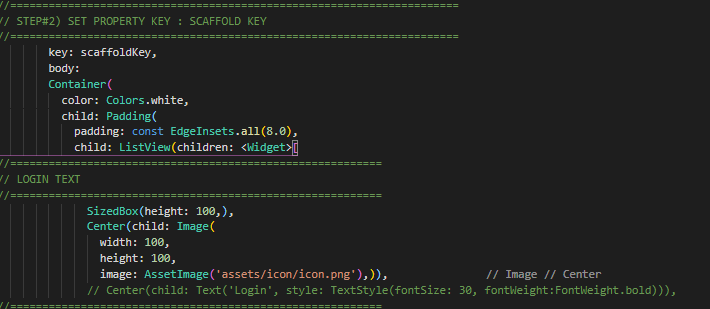 //======================================================================
// STEP#2) SET PROPERTY KEY : SCAFFOLD KEY
//======================================================================
key: scaffoldKey,
body:
Container(
color: Colors.white,
child: Padding(
padding: const EdgeInsets.all(8.0),
child: ListView(children: <Widget>[
//==========================================================
// LOGIN TEXT
//==========================================================
SizedBox(height: 100,),
Center(child: Image(
width: 100,
height: 100,
image: AssetImage('assets/icon/icon.png'),)), // Image // Center
// Center(child: Text('Login', style: TextStyle(fontSize: 30, fontWeight:FontWeight.bold))),
//==========================================================